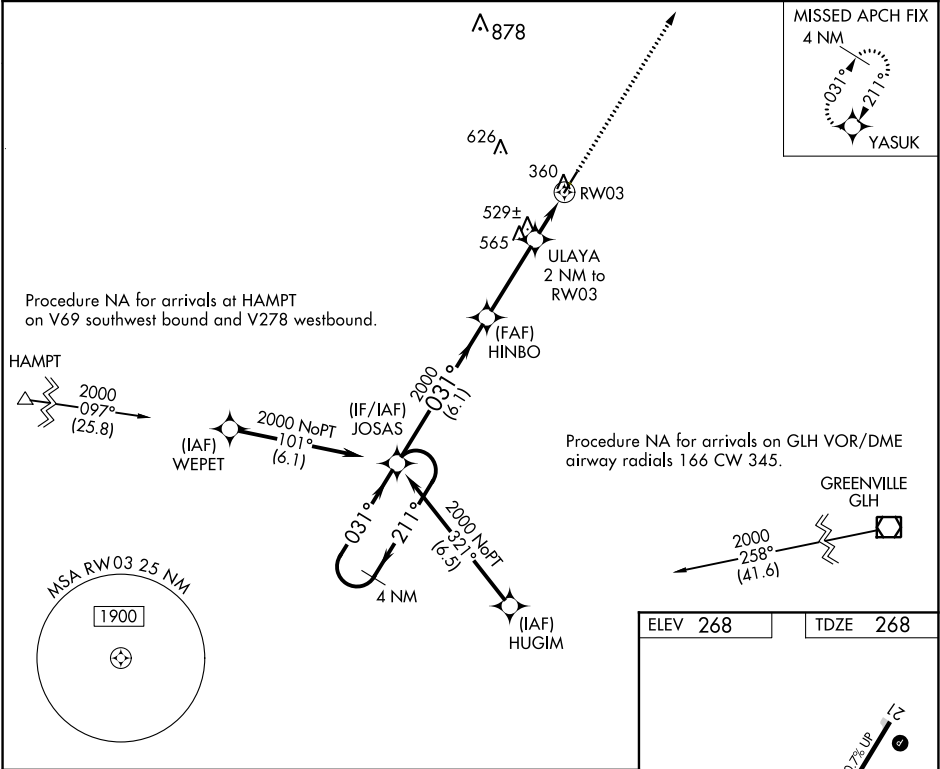 878
MISSED APCH FIX
4 NM
031°
211°
YASUK
626
360
RW03
529±
565
ULAYA
2 NM to
RW03
Procedure NA for arrivals at HAMPT
on V69 southwest bound and V278 westbound.
(FAF)
HINBO
HAMPT
2000
097°
(25.8)
2000
031°
(6.1)
(IF/IAF)
JOSAS
2000 NoPT
101°
(6.1)
(IAF)
WEPET
Procedure NA for arrivals on GLH VOR/DME
airway radials 166 CW 345.
GREENVILLE
GLH
031°
211°
4 NM
2000 NoPT
321°
(6.5)
2000
258°
(41.6)
(IAF)
HUGIM
MSA RW03 25 NM
1900
ELEV 268
TDZE 268
21
P
0.7% UP